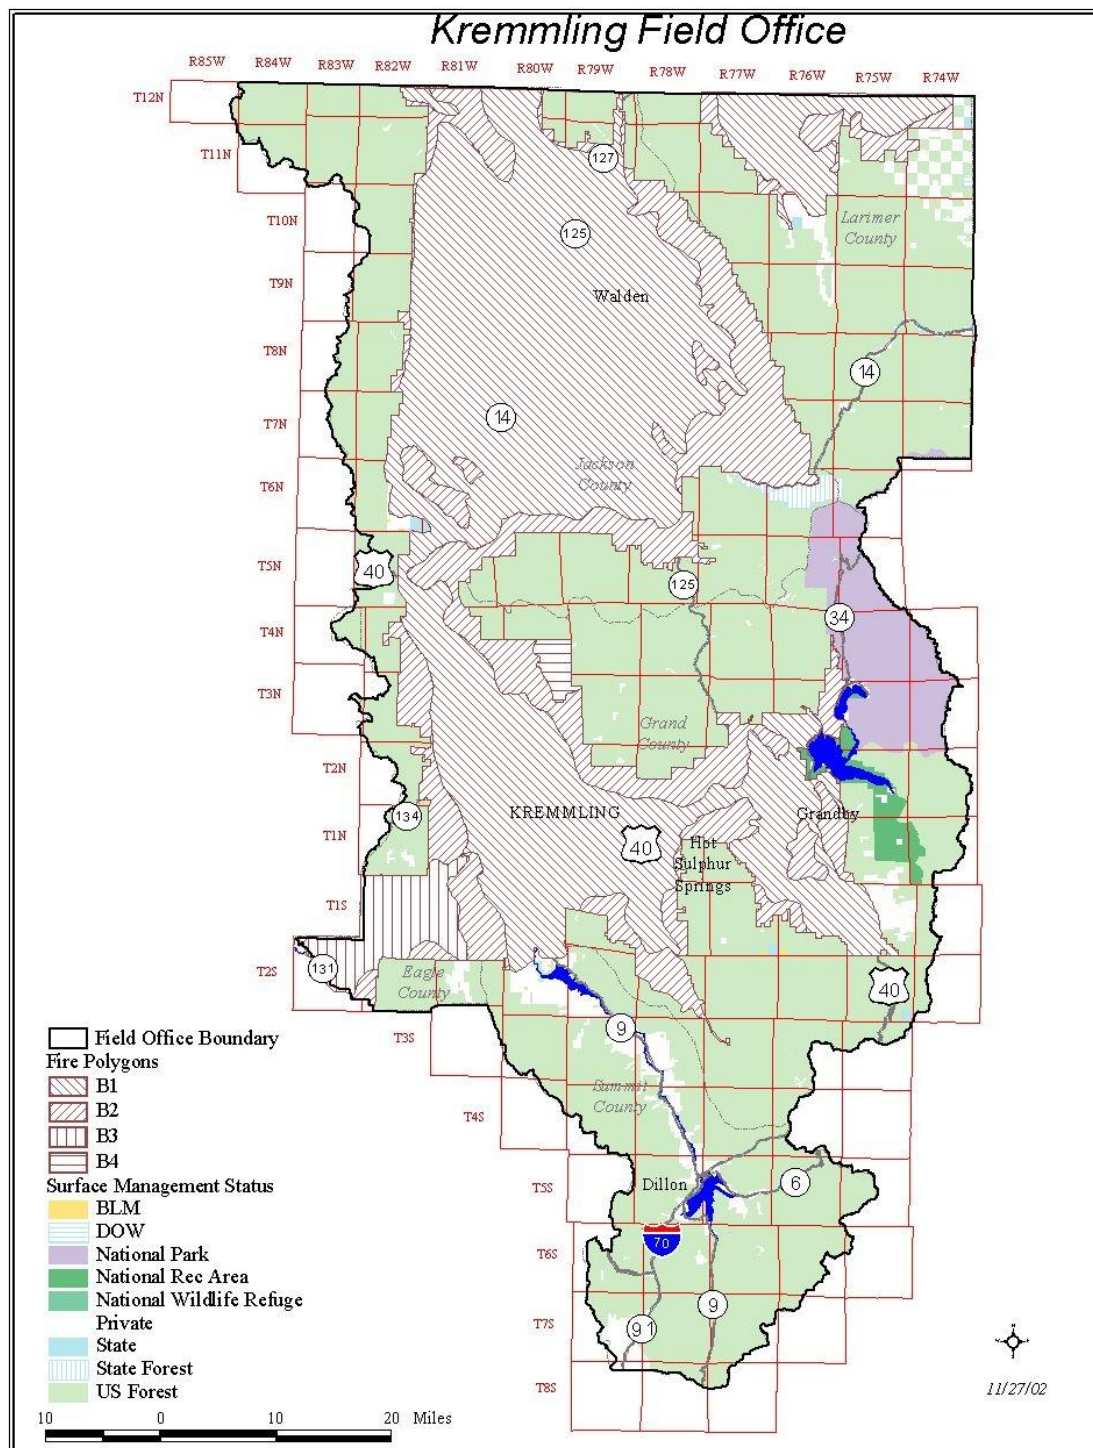 Kremmling Field Office
R85W R84W R83W R82W R81W R80W R79W R78W R77W R76W R75W R74W
T12N
T11N
127
T10N
125
Larimer
County
T9N
Walden
T8N
14
14
T7N
Jackson
County
T6N
T5N
40
125
34
T4N
T3N
Grand
County
T2N
134
KREMMLING
Grandby
T1N
40
Hot
Sulphur
Springs
T1S
T2S
131
Eagle
County
40
9
Field Office Boundary
T3S
Fire Polygons
B1
B2
B3
B4
Summit
County
T4S
Surface Management Status
BLM
DOW
National Park
National Rec Area
National Wildlife Refuge
Private
State
State Forest
US Forest
T5S
Dillon
6
70
T6S
9
91
T7S
T8S
11/27/02
10 0 10 20 Miles